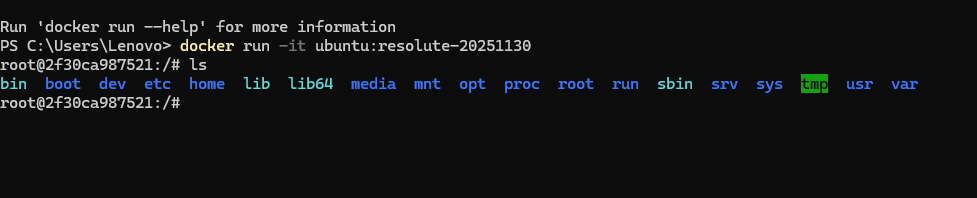 Run 'docker run --help' for more information
PS C:\Users\Lenovo> docker run -it ubuntu:resolute-20251130
root@2f30ca987521:/# ls
bin  boot  dev  etc  home  lib  lib64  media  mnt  opt  proc  root  run  sbin  srv  sys  tmp  usr  var
root@2f30ca987521:/#